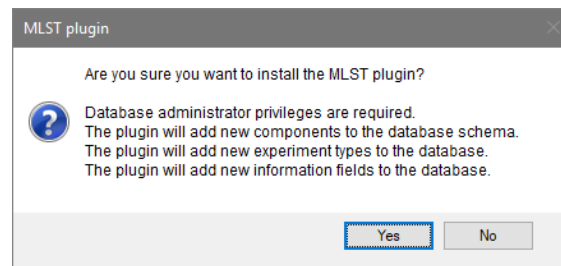 MLST plugin
Are you sure you want to install the MLST plugin?
Database administrator privileges are required.
The plugin will add new components to the database schema.
The plugin will add new experiment types to the database.
The plugin will add new information fields to the database.
Yes
No